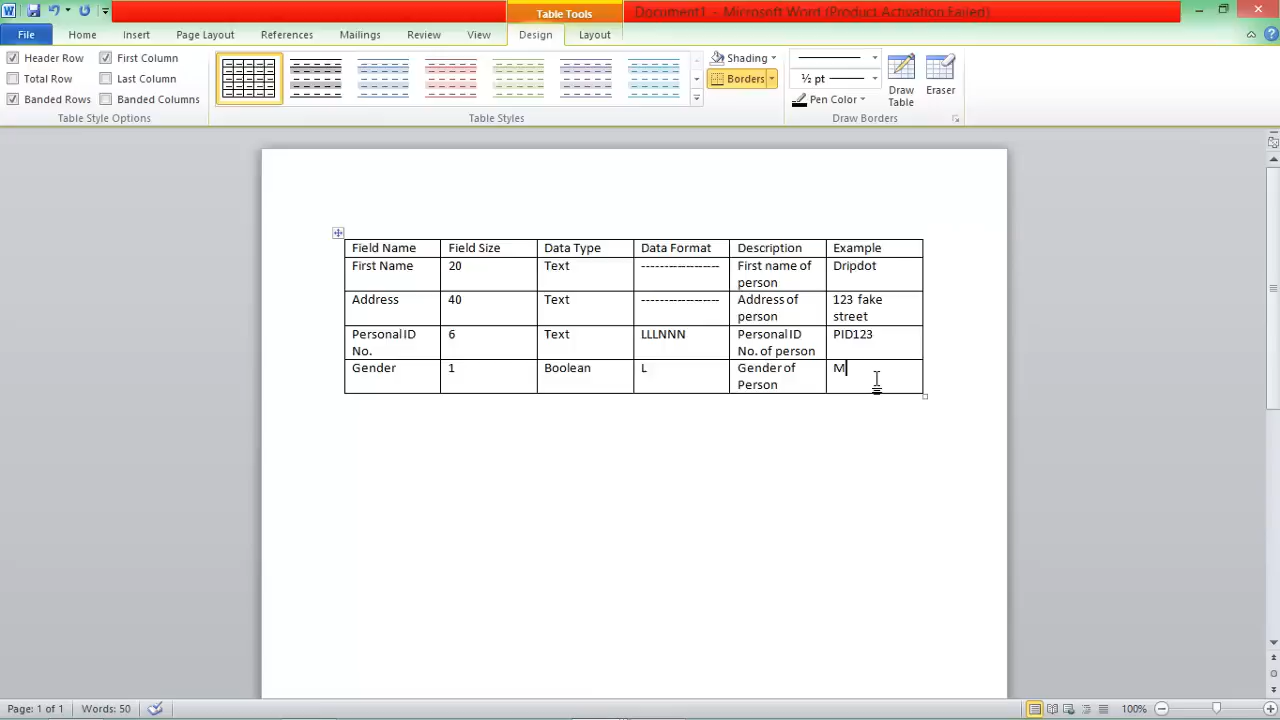 Table Tools
Document1 - Microsoft Word (Product Activation Failed)
File Home Insert Page Layout References Mailings Review View Design Layout
Header Row First Column
Total Row Last Column
Banded Rows Banded Columns
Table Style Options
Table Styles
Shading
Borders
½ pt
Pen Color
Draw Table
Eraser
Draw Borders
Field Name Field Size Data Type Data Format Description Example
First Name 20 Text ------------------- First name of person Dripdot
Address 40 Text ------------------- Address of person 123 fake street
Personal ID No. 6 Text LLLNNN Personal ID No. of person PID123
Gender 1 Boolean L Gender of Person M
Page: 1 of 1 Words: 50 100%